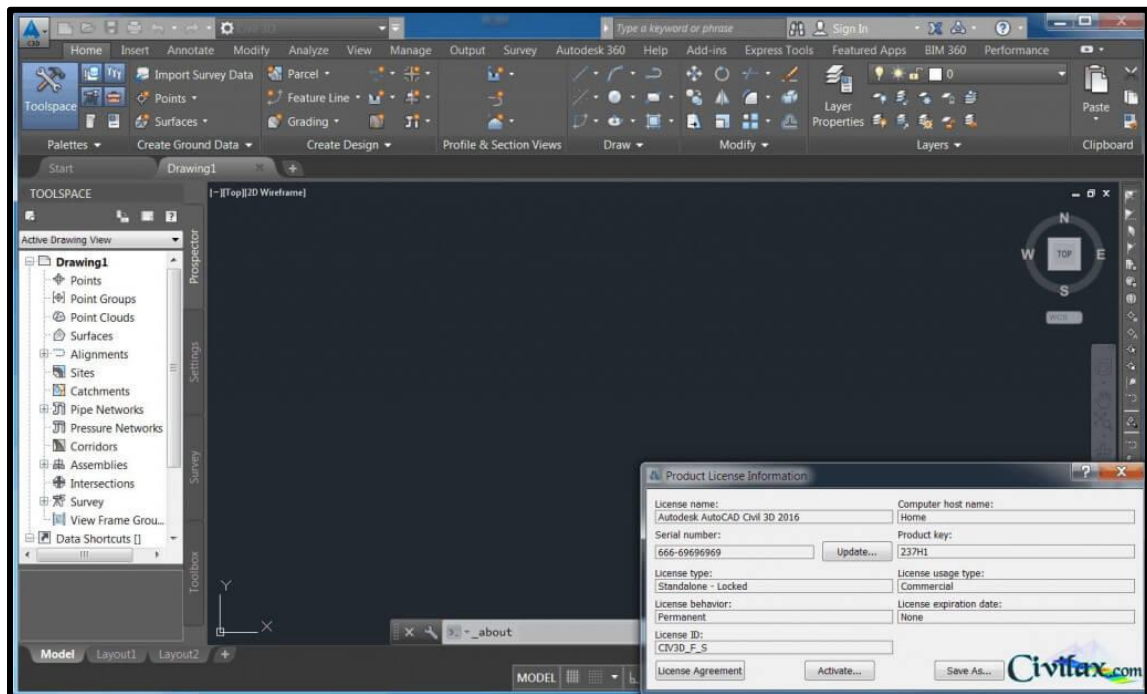 C3D
Civil 3D
Type a keyword or phrase
Sign In
Home Insert Annotate Modify Analyze View Manage Output Survey Autodesk 360 Help Add-ins Express Tools Featured Apps BIM 360 Performance
Toolspace
Import Survey Data
Points
Surfaces
Parcel
Feature Line
Grading
Layer
Properties
0
Paste
Palettes Create Ground Data Create Design Profile & Section Views Draw Modify Layers Clipboard
Start Drawing1
TOOLSPACE
[−][Top][2D Wireframe]
Active Drawing View
Drawing1
Points
Point Groups
Point Clouds
Surfaces
Alignments
Sites
Catchments
Pipe Networks
Pressure Networks
Corridors
Assemblies
Intersections
Survey
View Frame Grou...
Data Shortcuts []
Prospector
Settings
Survey
Toolbox
N
W TOP E
S
WCS
Y
X
_about
Model Layout1 Layout2
MODEL
Product License Information
License name: Computer host name:
Autodesk AutoCAD Civil 3D 2016 Home
Serial number: Product key:
666-69696969 Update... 237H1
License type: License usage type:
Standalone - Locked Commercial
License behavior: License expiration date:
Permanent None
License ID:
CIV3D_F_S
License Agreement Activate... Save As...
Civilax.com